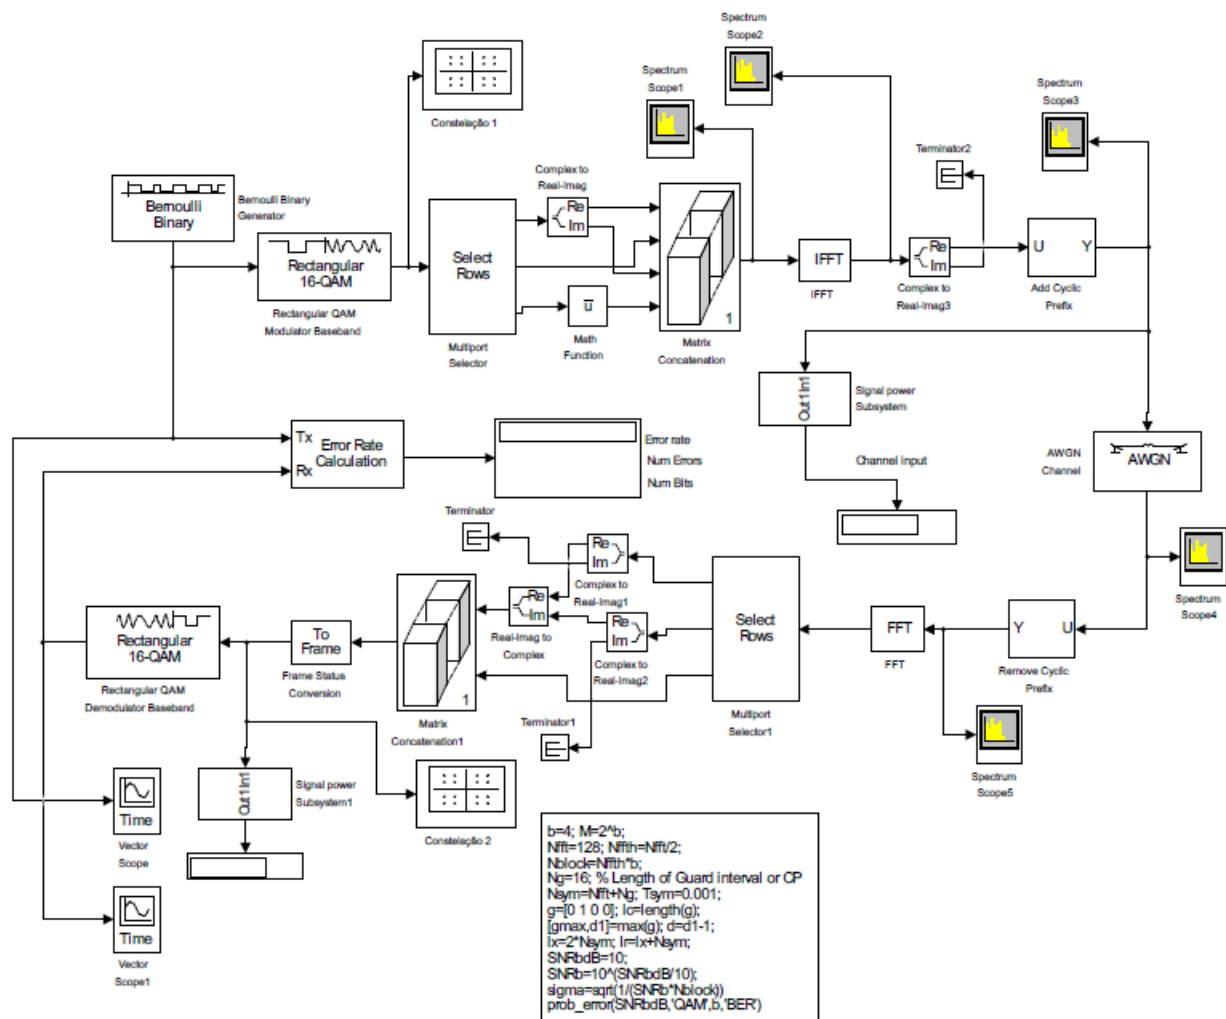 Spectrum
Scope2
Spectrum
Scope1
Spectrum
Scope3
Constelação 1
Complex to
Real-Imag
Terminator2
Bernoulli
Binary
Bernoulli Binary
Generator
Rectangular
16-QAM
Rectangular QAM
Modulator Baseband
Select
Rows
Multiport
Selector
Re
Im
u
Math
Function
1
Matrix
Concatenation
IFFT
IFFT
Re
Im
Complex to
Real-Imag3
U
Y
Add Cyclic
Prefix
Out1
In1
Signal power
Subsystem
Channel input
AWGN
Channel
AWGN
Tx
Rx
Error Rate
Calculation
Error rate
Num Errors
Num Bits
Terminator
Re
Im
Complex to
Real-Imag1
Re
Im
Real-Imag to
Complex
Re
Im
Complex to
Real-Imag2
Select
Rows
Multiport
Selector1
FFT
FFT
Y
U
Remove Cyclic
Prefix
Spectrum
Scope4
Spectrum
Scope5
Rectangular
16-QAM
Rectangular QAM
Demodulator Baseband
To
Frame
Frame Status
Conversion
1
Matrix
Concatenation1
Terminator1
Out1
In1
Signal power
Subsystem1
Constelação 2
Time
Vector
Scope
Time
Vector
Scope1
b=4; M=2^b;
Nfft=128; Nffth=Nfft/2;
Nblock=Nffth*b;
Ng=16; % Length of Guard interval or CP
Nsym=Nfft+Ng; Tsym=0.001;
g=[0 1 0 0]; lc=length(g);
[gmax,d1]=max(g); d=d1-1;
lx=2*Nsym; lr=lx+Nsym;
SNRbdB=10;
SNRb=10^(SNRbdB/10);
sigma=sqrt(1/(SNRb*Nblock))
prob_error(SNRbdB,'QAM',b,'BER')